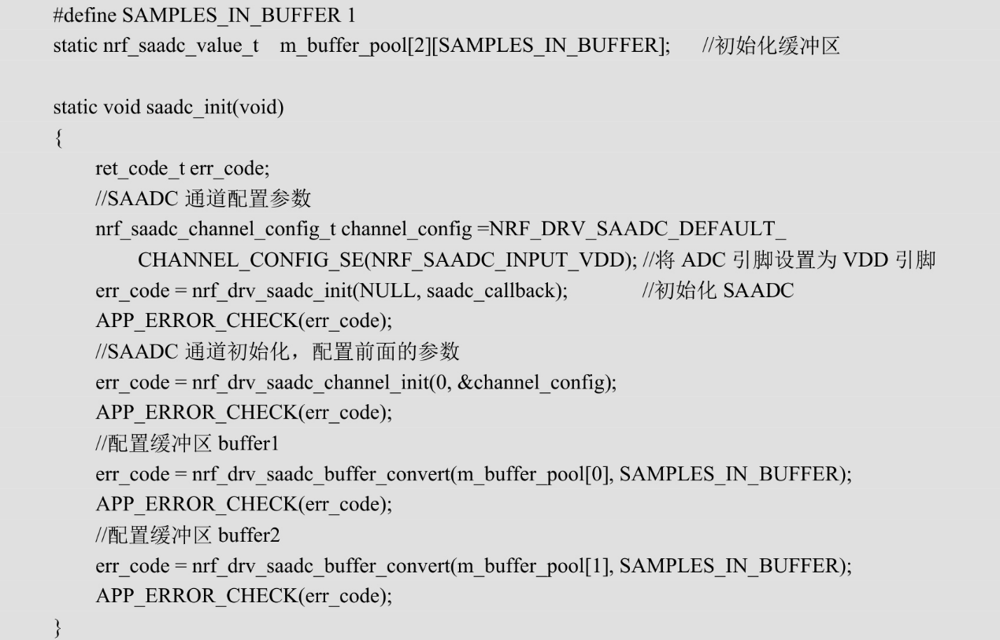 #define SAMPLES_IN_BUFFER 1
static nrf_saadc_value_t m_buffer_pool[2][SAMPLES_IN_BUFFER]; //初始化缓冲区
static void saadc_init(void)
{
ret_code_t err_code;
//SAADC 通道配置参数
nrf_saadc_channel_config_t channel_config =NRF_DRV_SAADC_DEFAULT_
CHANNEL_CONFIG_SE(NRF_SAADC_INPUT_VDD); //将 ADC 引脚设置为 VDD 引脚
err_code = nrf_drv_saadc_init(NULL, saadc_callback); //初始化 SAADC
APP_ERROR_CHECK(err_code);
//SAADC 通道初始化，配置前面的参数
err_code = nrf_drv_saadc_channel_init(0, &channel_config);
APP_ERROR_CHECK(err_code);
//配置缓冲区 buffer1
err_code = nrf_drv_saadc_buffer_convert(m_buffer_pool[0], SAMPLES_IN_BUFFER);
APP_ERROR_CHECK(err_code);
//配置缓冲区 buffer2
err_code = nrf_drv_saadc_buffer_convert(m_buffer_pool[1], SAMPLES_IN_BUFFER);
APP_ERROR_CHECK(err_code);
}